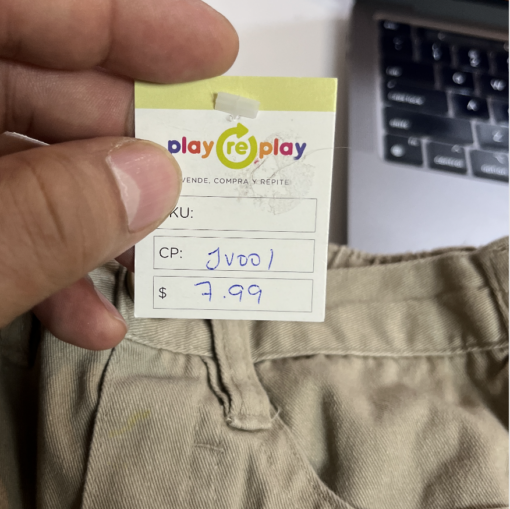 play re play
VENDE, COMPRA Y REPITE
KU:
CP: JV001
$ 7.99